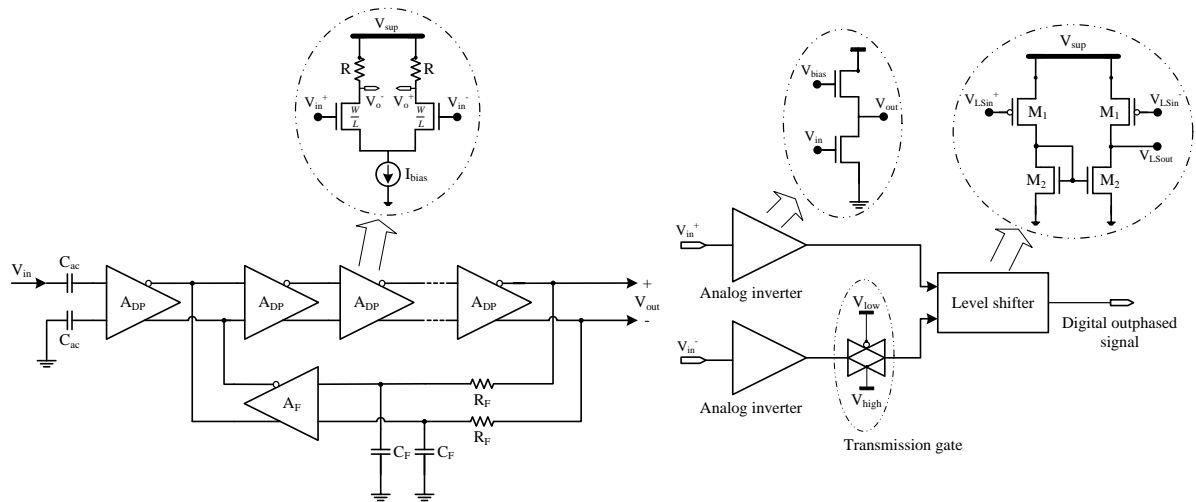 V_sup
R R
V_in^+ V_o^- V_o^+ V_in^-
W/L W/L
I_bias
V_in C_ac
A_DP A_DP A_DP A_DP
+
V_out
-
C_ac
A_F
R_F
R_F
C_F C_F
V_bias
V_out
V_in
V_sup
V_LSin^+ M_1 M_1 V_LSin^-
V_LSout
M_2 M_2
V_in^+
Analog inverter
V_low
Level shifter
Digital outphased
signal
V_in^-
Analog inverter
V_high
Transmission gate